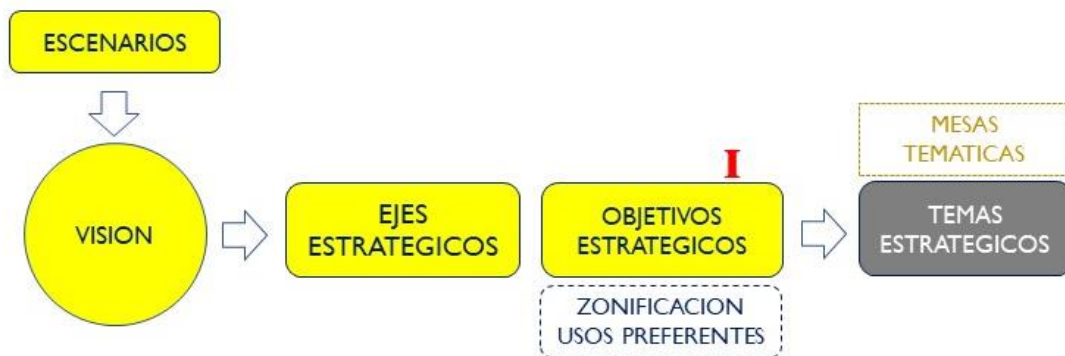 ESCENARIOS
VISION
EJES
ESTRATEGICOS
I
OBJETIVOS
ESTRATEGICOS
ZONIFICACION
USOS PREFERENTES
MESAS
TEMATICAS
TEMAS
ESTRATEGICOS